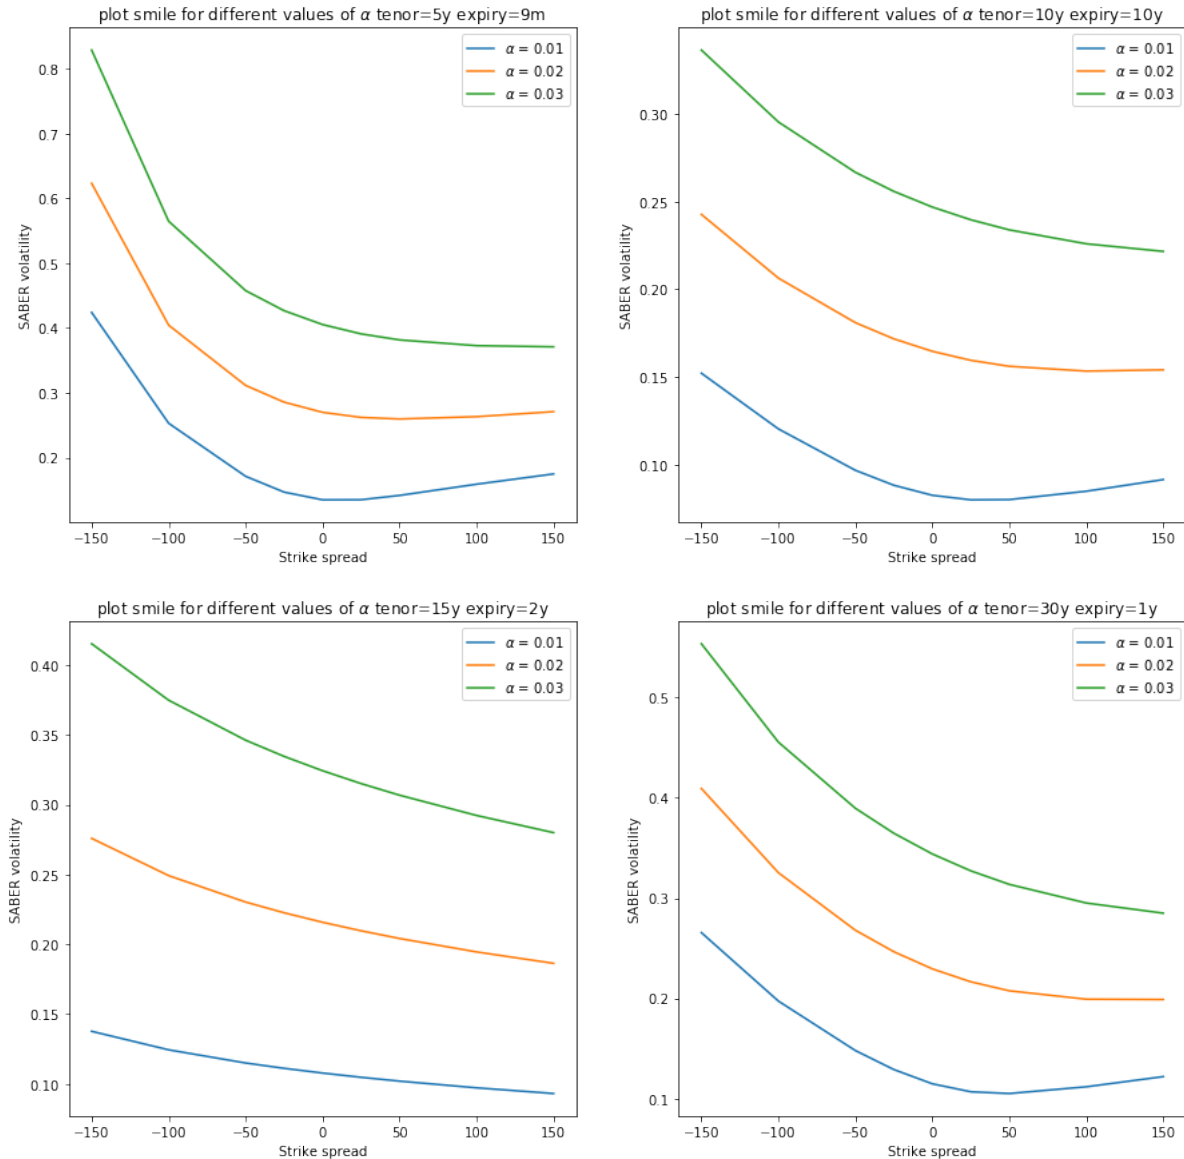 plot smile for different values of α tenor=5y expiry=9m
α = 0.01
α = 0.02
α = 0.03
0.8
0.7
0.6
0.5
0.4
0.3
0.2
SABER volatility
−150 −100 −50 0 50 100 150
Strike spread
plot smile for different values of α tenor=10y expiry=10y
α = 0.01
α = 0.02
α = 0.03
0.30
0.25
0.20
0.15
0.10
SABER volatility
−150 −100 −50 0 50 100 150
Strike spread
plot smile for different values of α tenor=15y expiry=2y
α = 0.01
α = 0.02
α = 0.03
0.40
0.35
0.30
0.25
0.20
0.15
0.10
SABER volatility
−150 −100 −50 0 50 100 150
Strike spread
plot smile for different values of α tenor=30y expiry=1y
α = 0.01
α = 0.02
α = 0.03
0.5
0.4
0.3
0.2
0.1
SABER volatility
−150 −100 −50 0 50 100 150
Strike spread